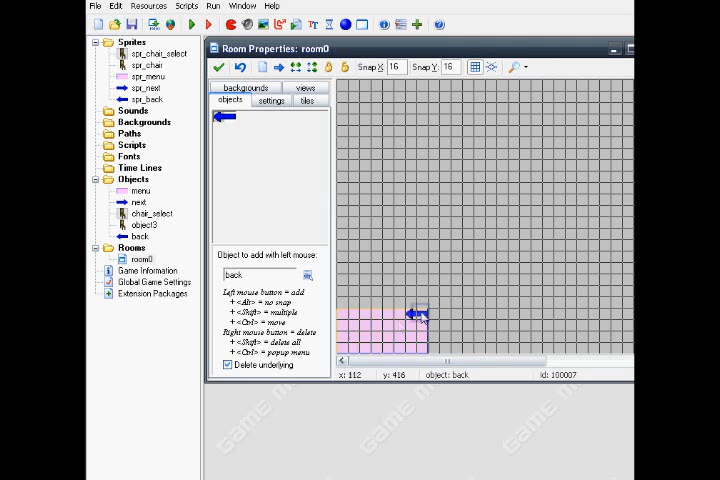 File Edit Resources Scripts Run Window Help
Sprites
spr_chair_select
spr_chair
spr_menu
spr_next
spr_back
Sounds
Backgrounds
Paths
Scripts
Fonts
Time Lines
Objects
menu
next
chair_select
object3
back
Rooms
room0
Game Information
Global Game Settings
Extension Packages
Room Properties: room0
Snap X: 16 Snap Y: 16
backgrounds views
objects settings tiles
Object to add with left mouse:
back
Left mouse button = add
+ <Alt> = no snap
+ <Shift> = multiple
+ <Ctrl> = move
Right mouse button = delete
+ <Shift> = delete all
+ <Ctrl> = popup menu
Delete underlying
x: 112 y: 416 object: back id: 100007